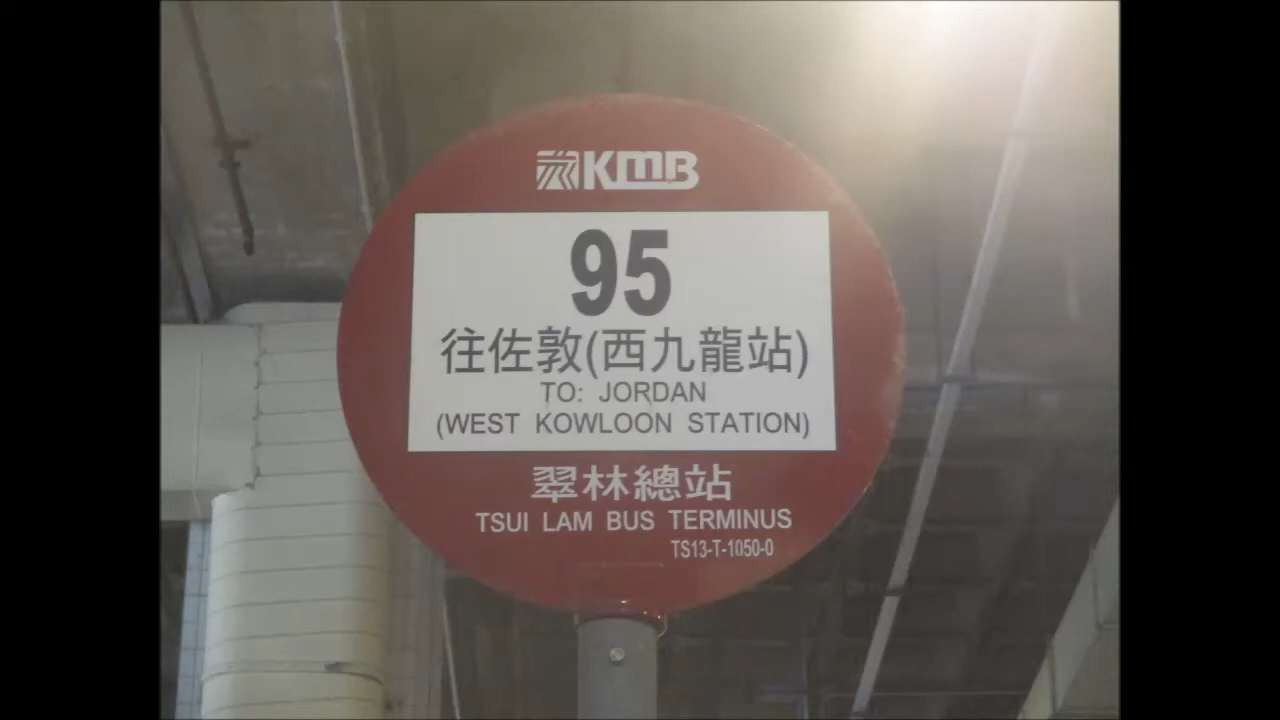 KMB
95
往佐敦(西九龍站)
TO: JORDAN
(WEST KOWLOON STATION)
翠林總站
TSUI LAM BUS TERMINUS
TS13-T-1050-0